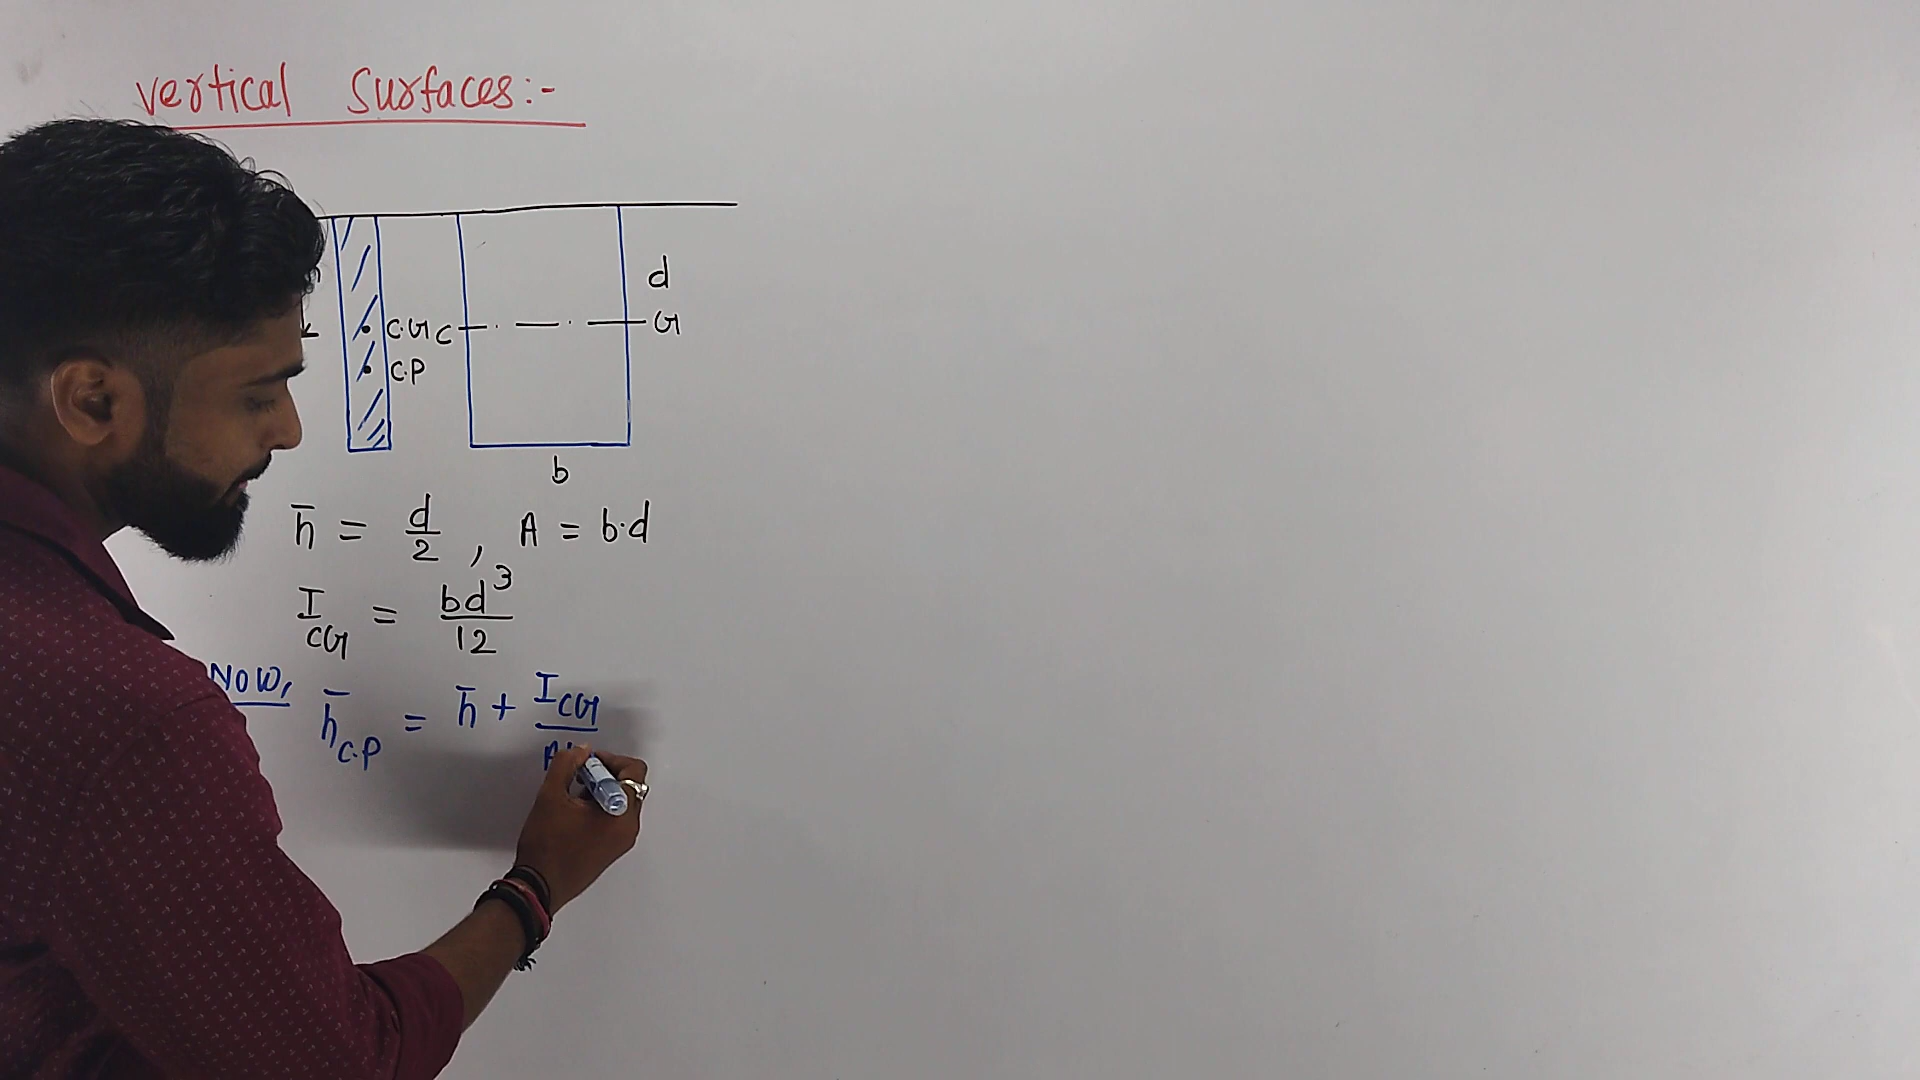 Vertical Surfaces:-
d
C.G C G
C.P
b
h̄ = d/2 , A = b.d
I_CG = bd³/12
Now, h̄_C.P = h̄ + I_CG/A